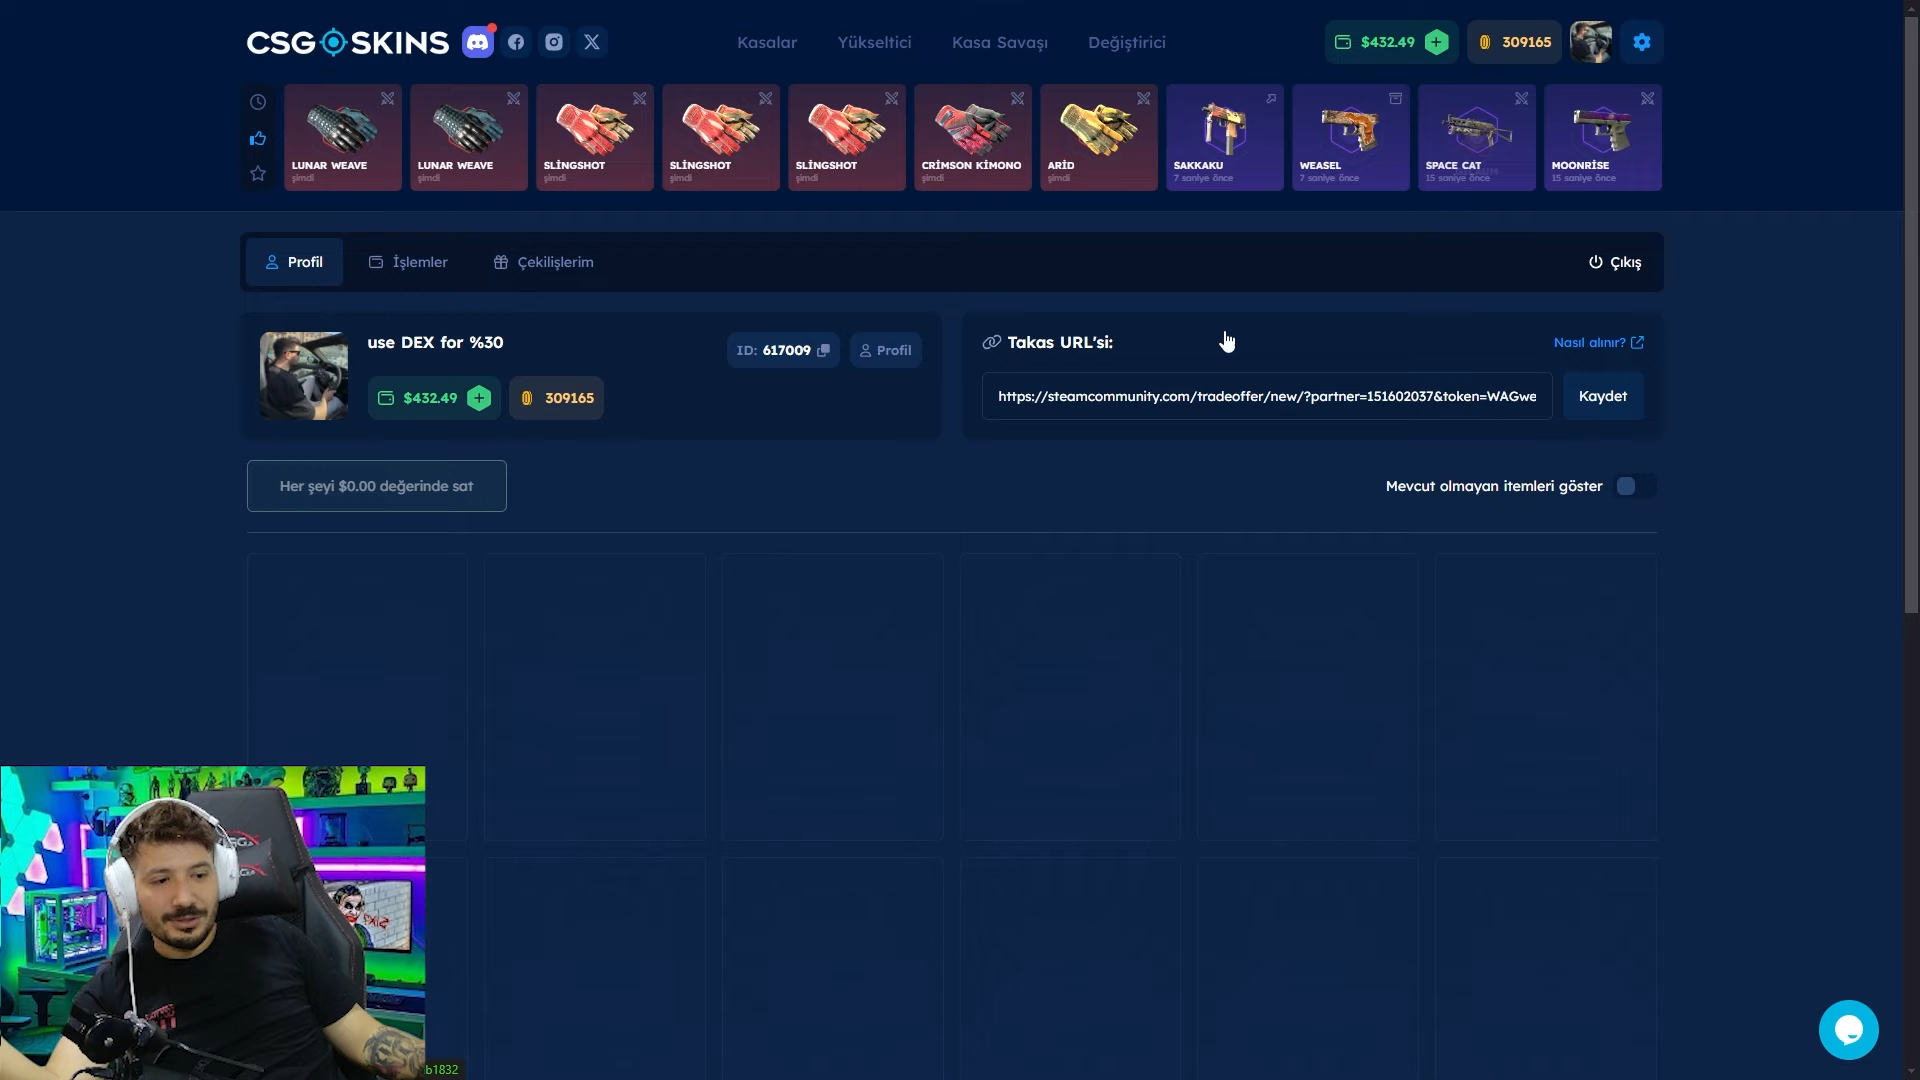 CSG SKINS
Kasalar
Yükseltici
Kasa Savaşı
Değiştirici
$432.49
309165
LUNAR WEAVE
şimdi
LUNAR WEAVE
şimdi
SLİNGSHOT
şimdi
SLİNGSHOT
şimdi
SLİNGSHOT
şimdi
CRİMSON KİMONO
şimdi
ARİD
şimdi
SAKKAKU
7 saniye önce
WEASEL
7 saniye önce
SPACE CAT
15 saniye önce
MOONRİSE
15 saniye önce
Profil
İşlemler
Çekilişlerim
Çıkış
use DEX for %30
ID: 617009
Profil
$432.49
309165
Takas URL'si:
Nasıl alınır?
https://steamcommunity.com/tradeoffer/new/?partner=151602037&token=WAGwe
Kaydet
Her şeyi $0.00 değerinde sat
Mevcut olmayan itemleri göster
b1832